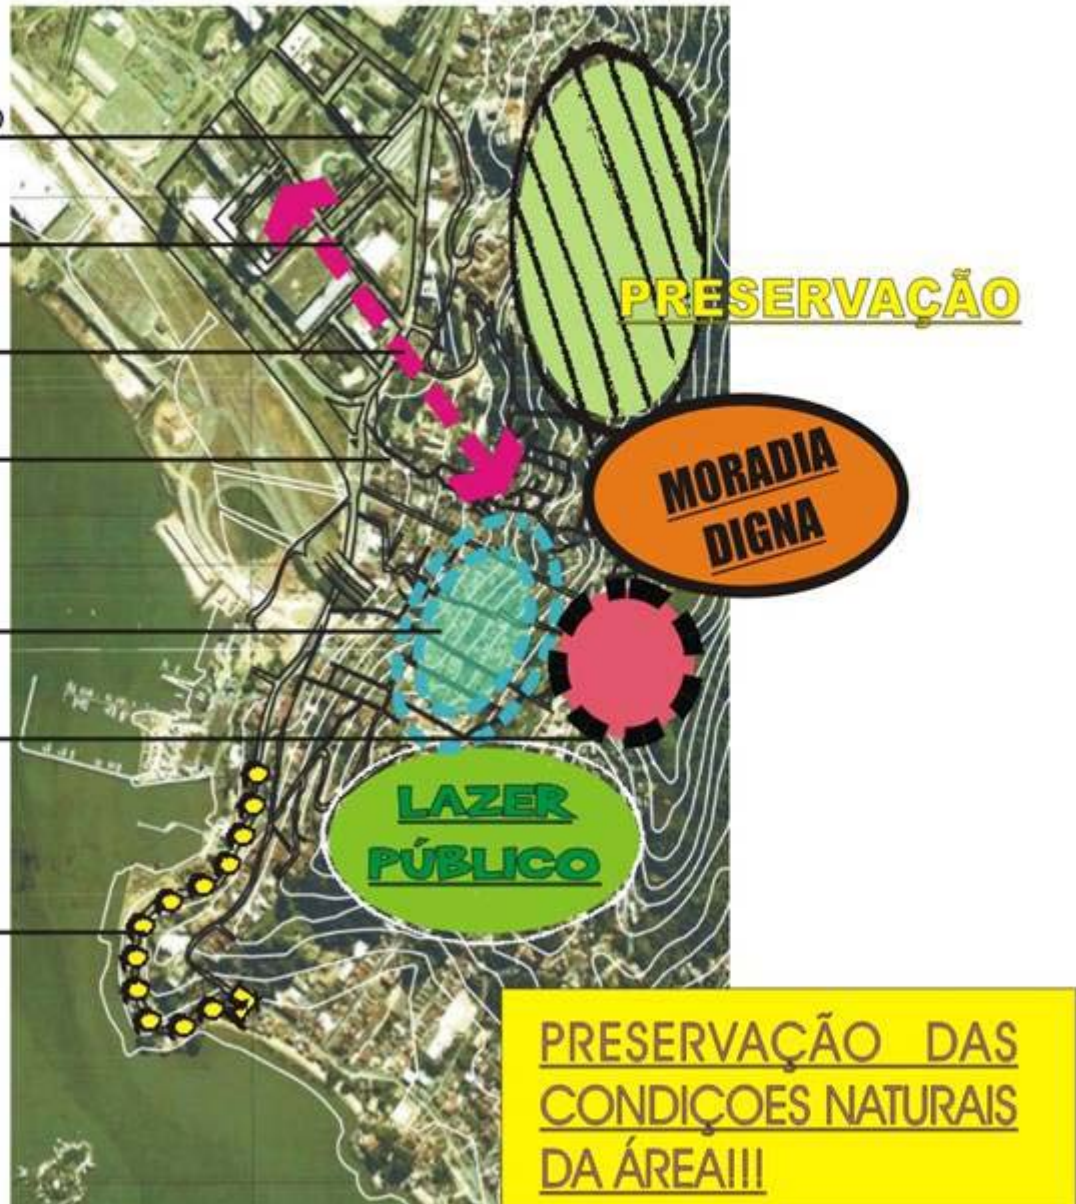 PRESERVAÇÃO
MORADIA
DIGNA
LAZER
PÚBLICO
PRESERVAÇÃO DAS
CONDIÇOES NATURAIS
DA ÁREA!!!